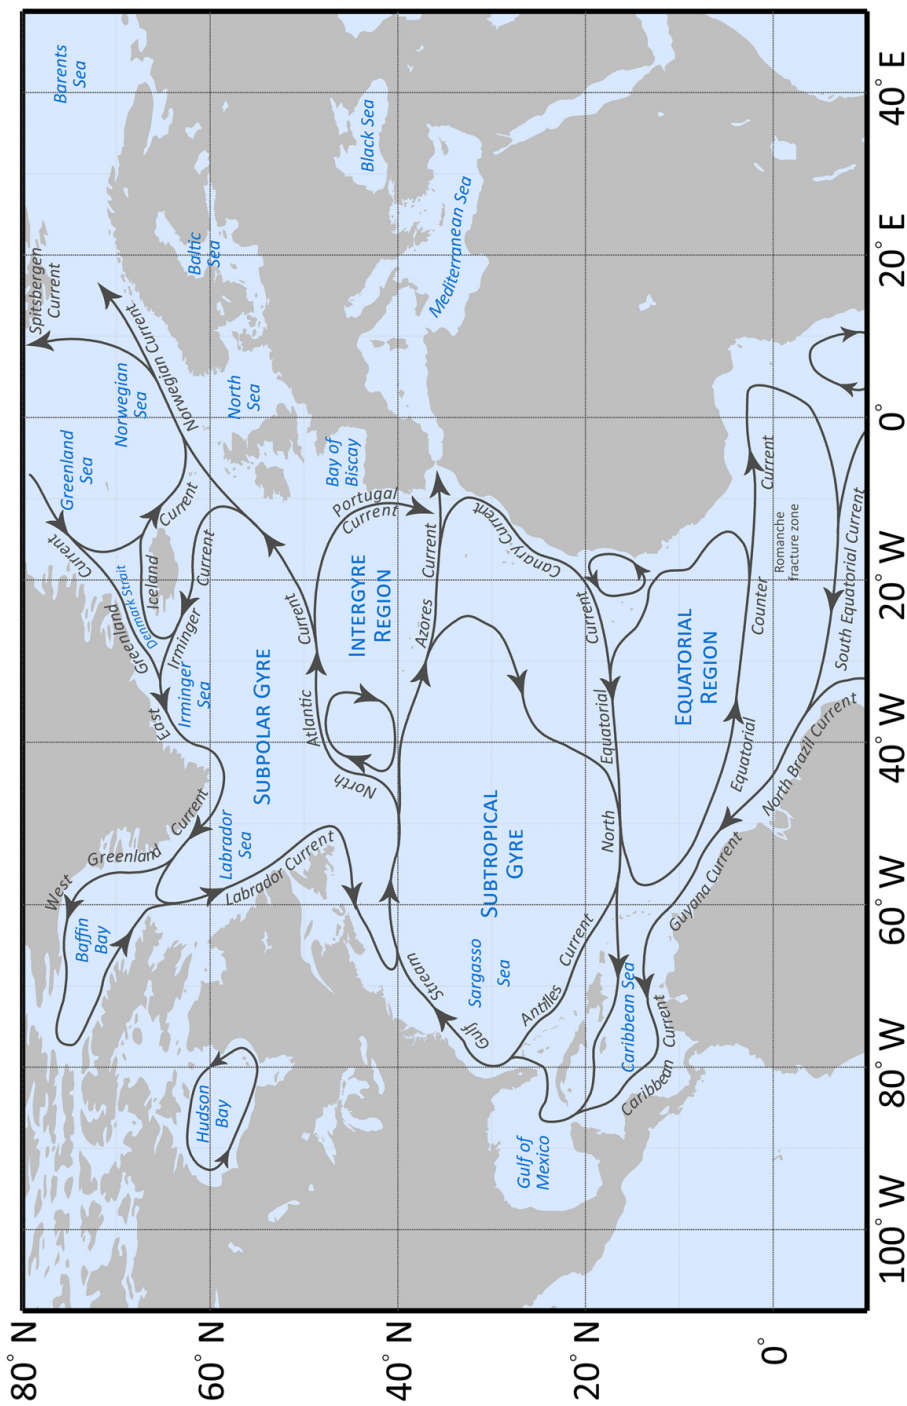 Barents
Sea
Spitsbergen
Current
Black Sea
Baltic
Sea
Mediterranean Sea
Norwegian Current
Norwegian
Sea
North
Sea
Greenland
Sea
Bay of
Biscay
Portugal
Current
Current
Current
Iceland
Denmark Strait
East Greenland Current
Irminger Current
Irminger
Sea
INTERGYRE
REGION
Azores Current
Canary Current
North Atlantic Current
SUBPOLAR GYRE
EQUATORIAL
REGION
Romanche
fracture zone
Equatorial Counter Current
South Equatorial Current
North Equatorial Current
North Brazil Current
Guyana Current
West Greenland Current
Labrador
Sea
Labrador Current
Baffin
Bay
SUBTROPICAL
GYRE
Sargasso
Sea
Gulf Stream
Antilles Current
Caribbean Sea
Caribbean Current
Hudson
Bay
Gulf of
Mexico
80° N
60° N
40° N
20° N
0°
100° W
80° W
60° W
40° W
20° W
0°
20° E
40° E